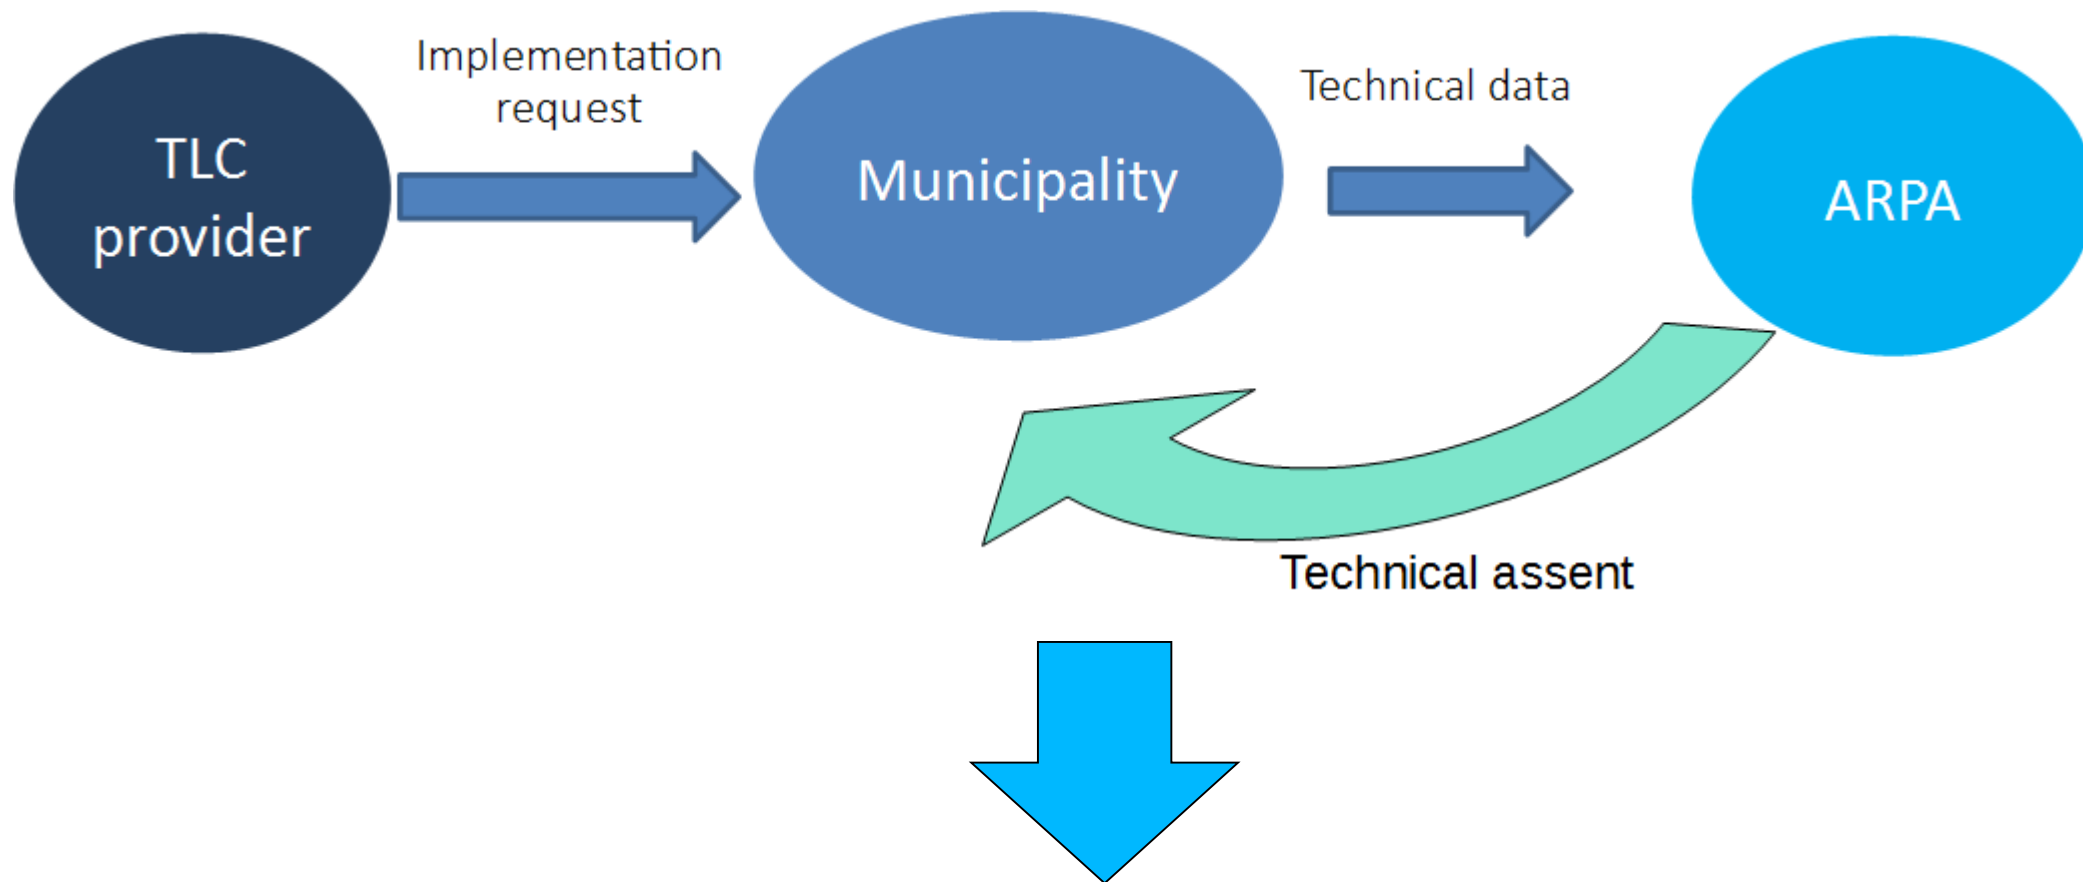 TLC
provider
Implementation
request
Municipality
Technical data
ARPA
Technical assent